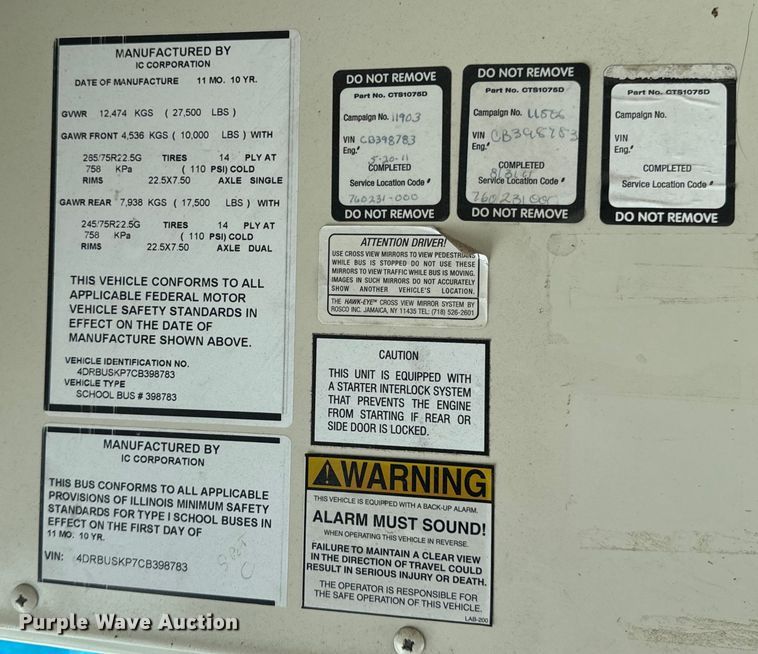 MANUFACTURED BY
IC CORPORATION
DATE OF MANUFACTURE 11 MO. 10 YR.
GVWR 12,474 KGS ( 27,500 LBS )
GAWR FRONT 4,536 KGS ( 10,000 LBS ) WITH
265/75R22.5G TIRES 14 PLY AT
758 KPa ( 110 PSI) COLD
RIMS 22.5X7.50 AXLE SINGLE
GAWR REAR 7,938 KGS ( 17,500 LBS ) WITH
245/75R22.5G TIRES 14 PLY AT
758 KPa ( 110 PSI) COLD
RIMS 22.5X7.50 AXLE DUAL
THIS VEHICLE CONFORMS TO ALL
APPLICABLE FEDERAL MOTOR
VEHICLE SAFETY STANDARDS IN
EFFECT ON THE DATE OF
MANUFACTURE SHOWN ABOVE.
VEHICLE IDENTIFICATION NO.
4DRBUSKP7CB398783
VEHICLE TYPE
SCHOOL BUS # 398783
MANUFACTURED BY
IC CORPORATION
THIS BUS CONFORMS TO ALL APPLICABLE
PROVISIONS OF ILLINOIS MINIMUM SAFETY
STANDARDS FOR TYPE I SCHOOL BUSES IN
EFFECT ON THE FIRST DAY OF
11 MO. 10 YR.
VIN: 4DRBUSKP7CB398783
DO NOT REMOVE
Part No. CTS1075D
Campaign No. 11903
VIN CB398783
Eng.#
5-20-11
COMPLETED
Service Location Code #
760231-000
DO NOT REMOVE
DO NOT REMOVE
Part No. CTS1075D
Campaign No.
VIN CB398783
Eng.#
COMPLETED
Service Location Code #
760231000
DO NOT REMOVE
Part No. CTS1075D
Campaign No.
VIN
Eng.#
COMPLETED
Service Location Code #
DO NOT REMOVE
ATTENTION DRIVER!
USE CROSS VIEW MIRRORS TO VIEW PEDESTRIANS
WHILE BUS IS STOPPED DO NOT USE THESE
MIRRORS TO VIEW TRAFFIC WHILE BUS IS MOVING.
IMAGES IN SUCH MIRRORS DO NOT ACCURATELY
SHOW ANOTHER VEHICLE'S LOCATION.
THE HAWK-EYE™ CROSS VIEW MIRROR SYSTEM BY
ROSCO INC. JAMAICA, NY 11435 TEL: (718) 526-2601
CAUTION
THIS UNIT IS EQUIPPED WITH
A STARTER INTERLOCK SYSTEM
THAT PREVENTS THE ENGINE
FROM STARTING IF REAR OR
SIDE DOOR IS LOCKED.
WARNING
THIS VEHICLE IS EQUIPPED WITH A BACK-UP ALARM.
ALARM MUST SOUND!
WHEN OPERATING THIS VEHICLE IN REVERSE.
FAILURE TO MAINTAIN A CLEAR VIEW
IN THE DIRECTION OF TRAVEL COULD
RESULT IN SERIOUS INJURY OR DEATH.
THE OPERATOR IS RESPONSIBLE FOR
THE SAFE OPERATION OF THIS VEHICLE.
LAB-200
Purple Wave Auction